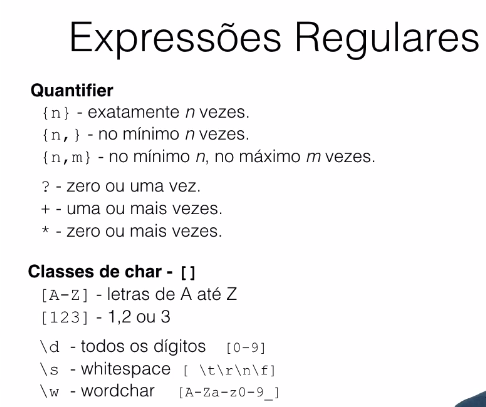 Expressões Regulares
Quantifier
{n} - exatamente n vezes.
{n,} - no mínimo n vezes.
{n,m} - no mínimo n, no máximo m vezes.
? - zero ou uma vez.
+ - uma ou mais vezes.
* - zero ou mais vezes.
Classes de char - []
[A-Z] - letras de A até Z
[123] - 1,2 ou 3
\d - todos os dígitos [0-9]
\s - whitespace [ \t\r\n\f]
\w - wordchar [A-Za-z0-9_]